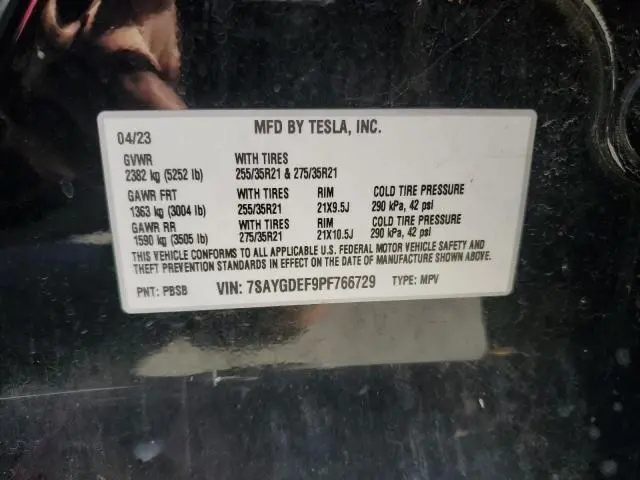 04/23 MFD BY TESLA, INC.
GVWR WITH TIRES
2382 kg (5252 lb) 255/35R21 & 275/35R21
GAWR FRT WITH TIRES RIM COLD TIRE PRESSURE
1363 kg (3004 lb) 255/35R21 21X9.5J 290 kPa, 42 psi
GAWR RR WITH TIRES RIM COLD TIRE PRESSURE
1590 kg (3505 lb) 275/35R21 21X10.5J 290 kPa, 42 psi
THIS VEHICLE CONFORMS TO ALL APPLICABLE U.S. FEDERAL MOTOR VEHICLE SAFETY AND
THEFT PREVENTION STANDARDS IN EFFECT ON THE DATE OF MANUFACTURE SHOWN ABOVE.
PNT: PBSB VIN: 7SAYGDEF9PF766729 TYPE: MPV